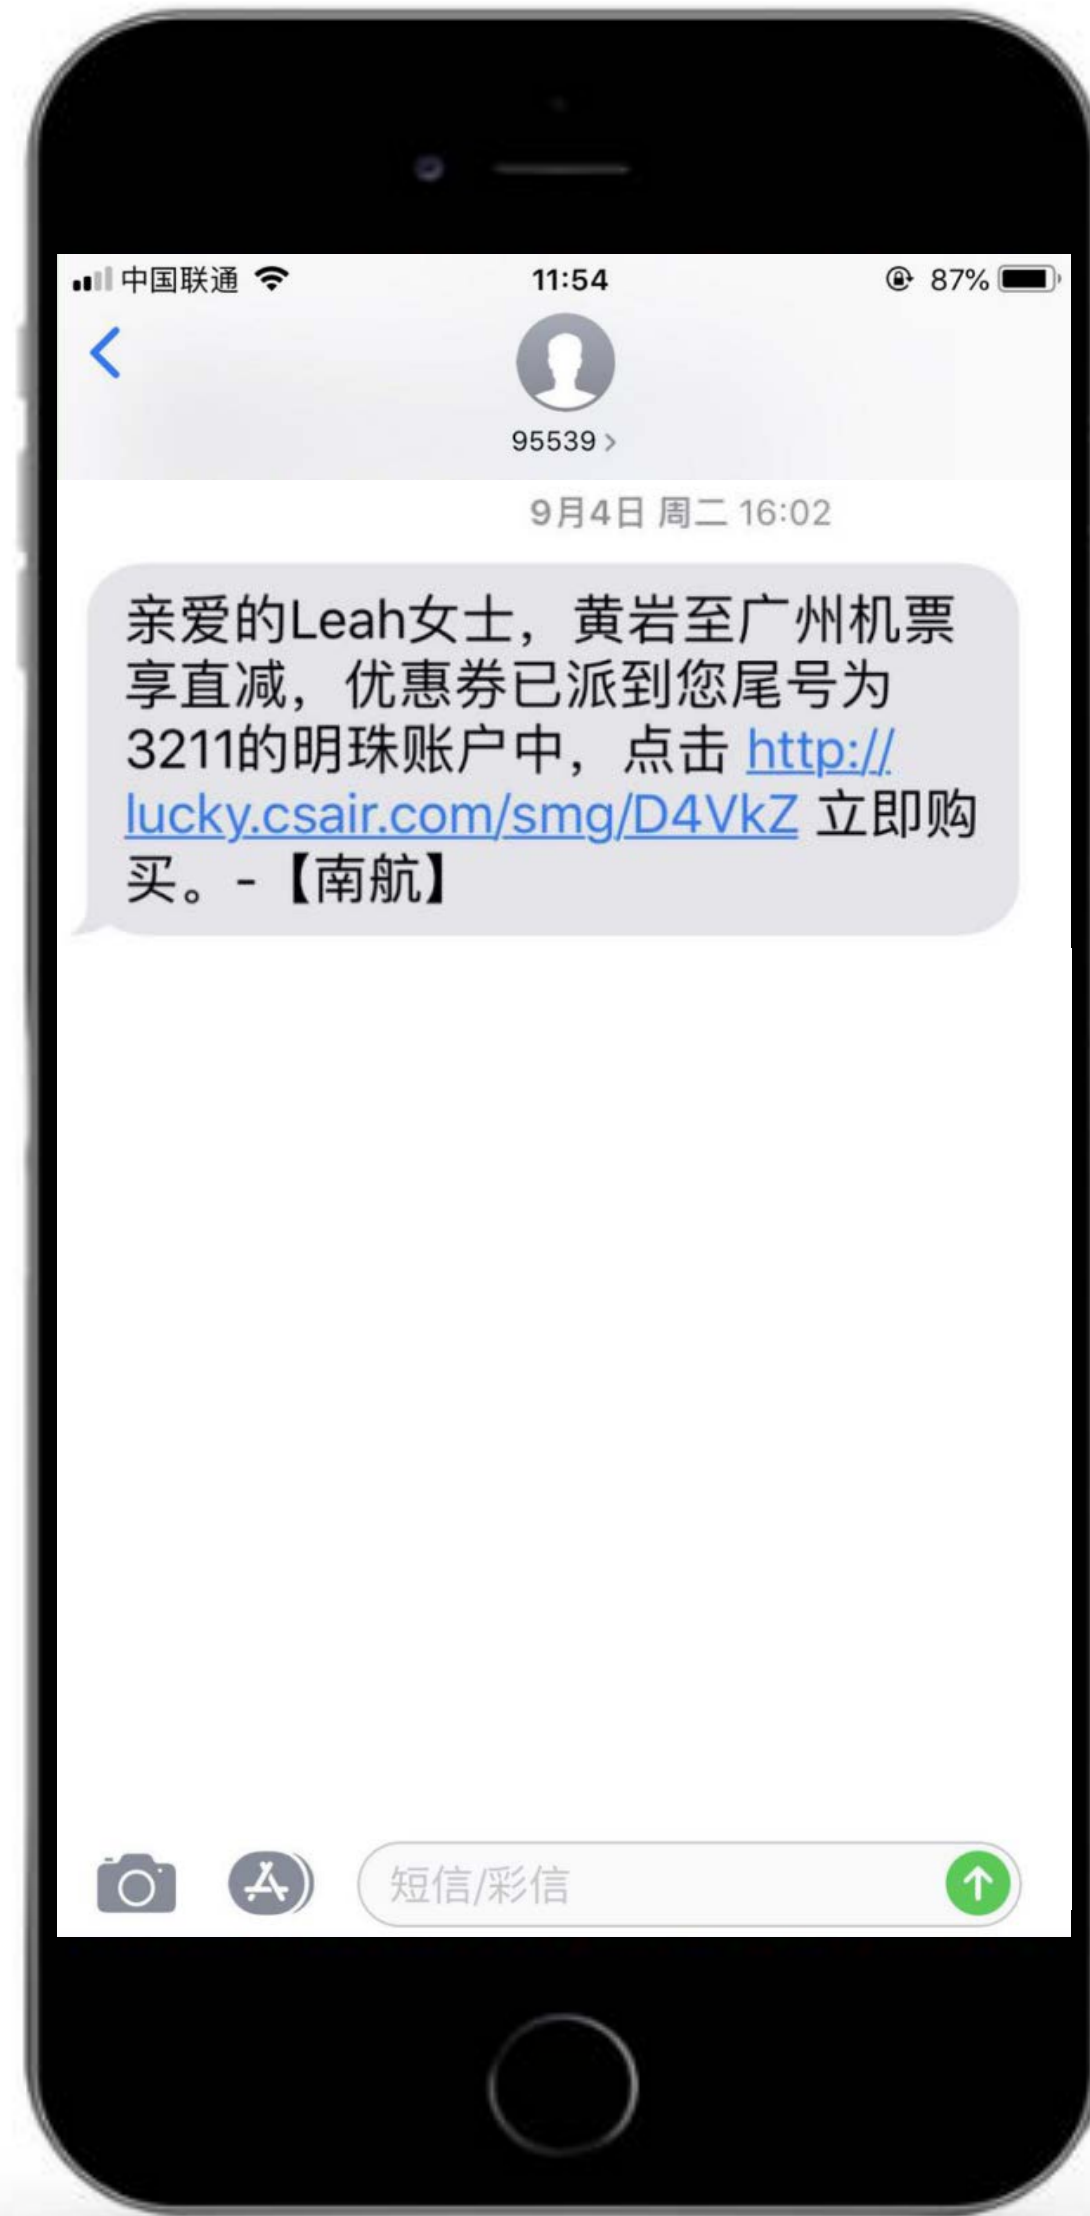 中国联通 11:54 87%
95539 >
9月4日 周二 16:02
亲爱的Leah女士，黄岩至广州机票
享直减，优惠券已派到您尾号为
3211的明珠账户中，点击 http://
lucky.csair.com/smg/D4VkZ 立即购
买。-【南航】
短信/彩信